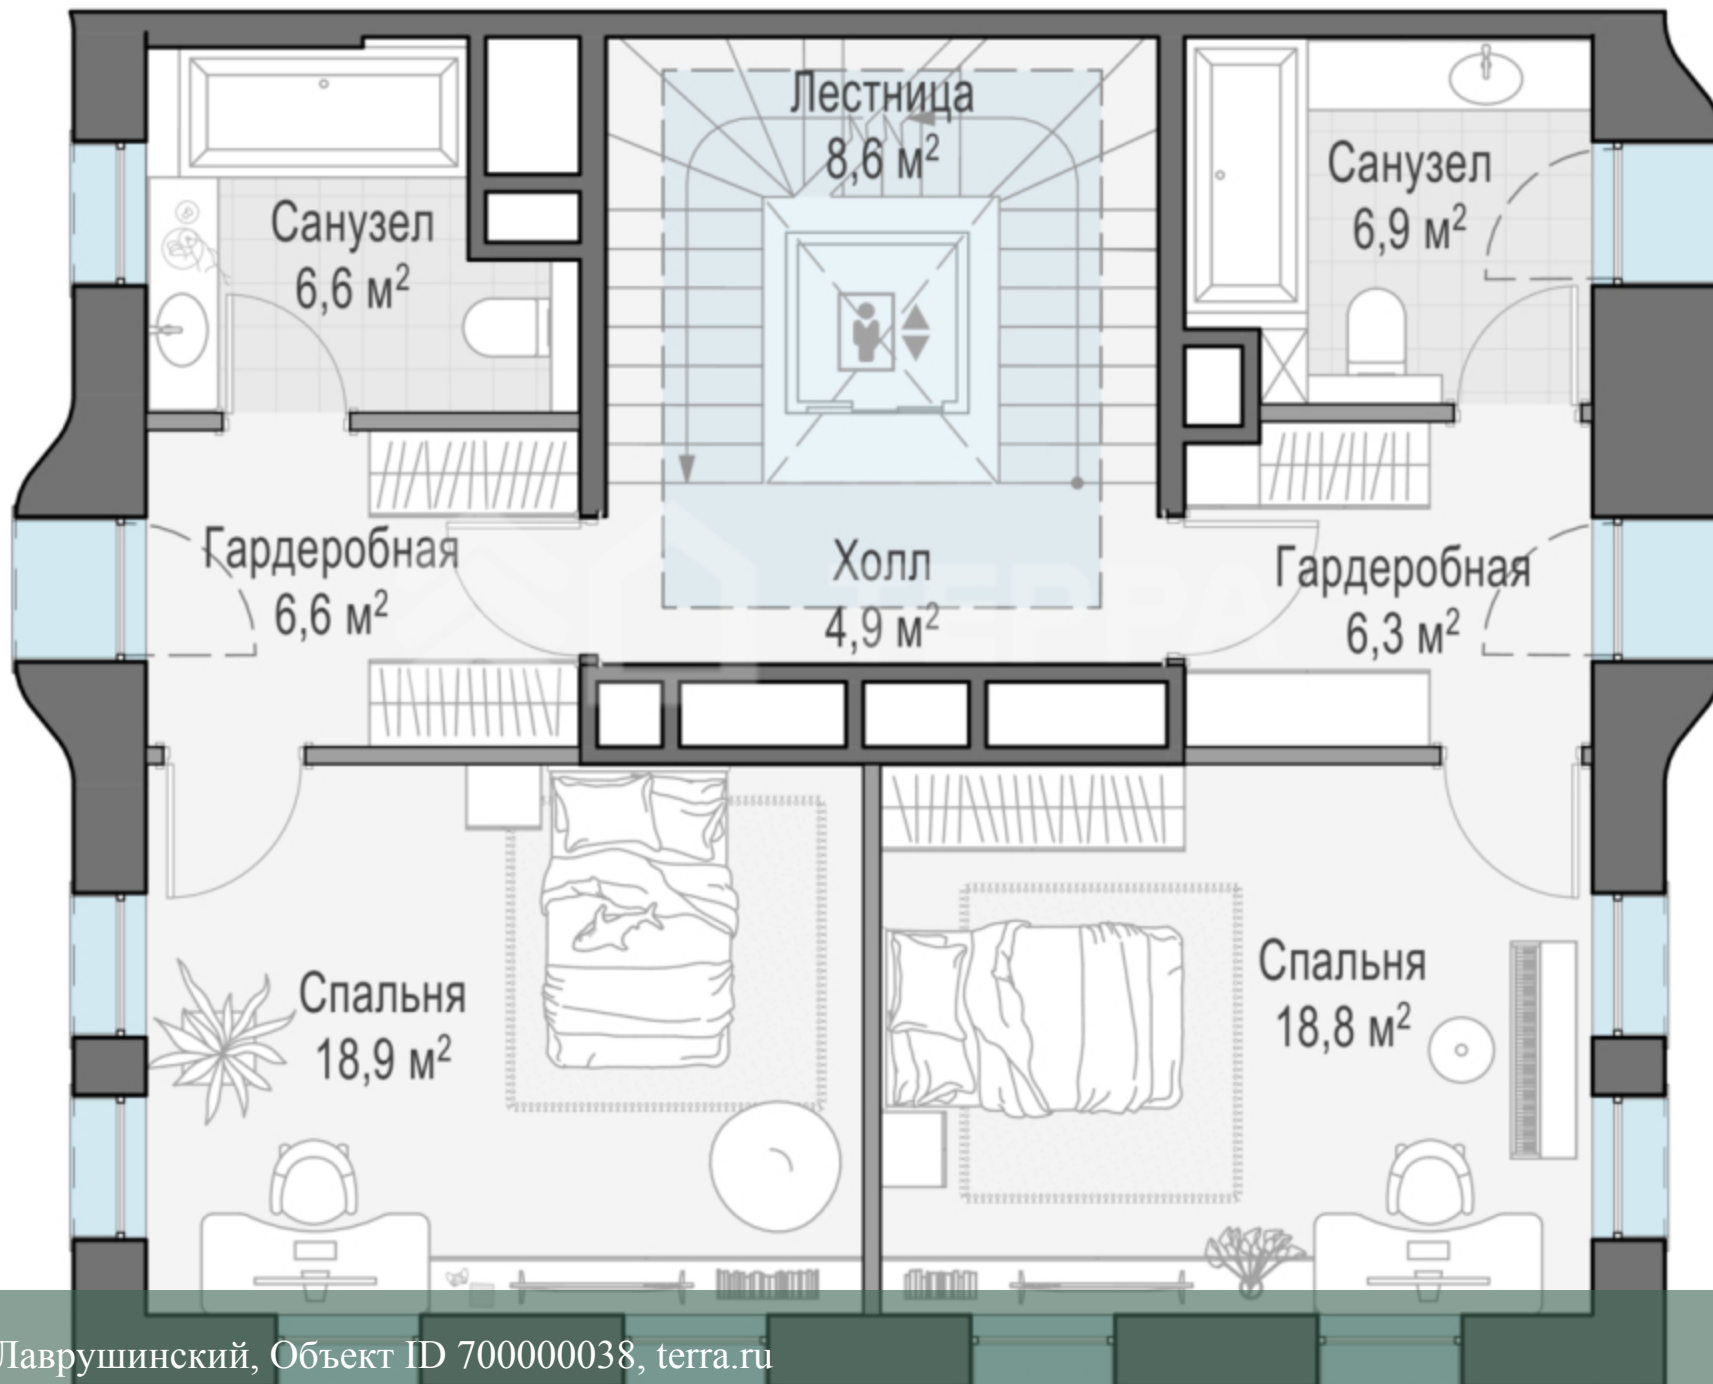 Лестница
8,6 м²
Санузел
6,9 м²
Санузел
6,6 м²
Гардеробная
6,6 м²
Холл
4,9 м²
Гардеробная
6,3 м²
TERRA
Спальня
18,9 м²
Спальня
18,8 м²
Лаврушинский, Объект ID 700000038, terra.ru